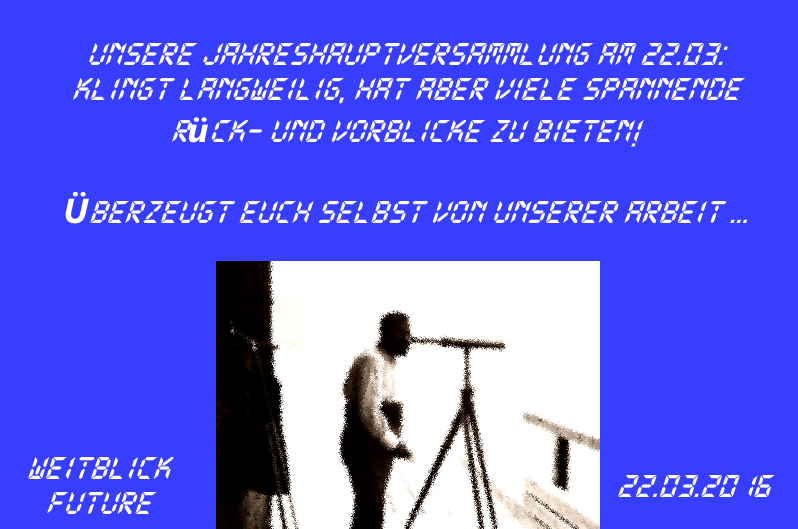 UNSERE JAHRESHAUPTVERSAMMLUNG AM 22.03:
KLINGT LANGWEILIG, HAT ABER VIELE SPANNENDE
RüCK- UND VORBLICKE ZU BIETEN!
ÜBERZEUGT EUCH SELBST VON UNSERER ARBEIT ...
WEITBLICK
FUTURE
22.03.2016